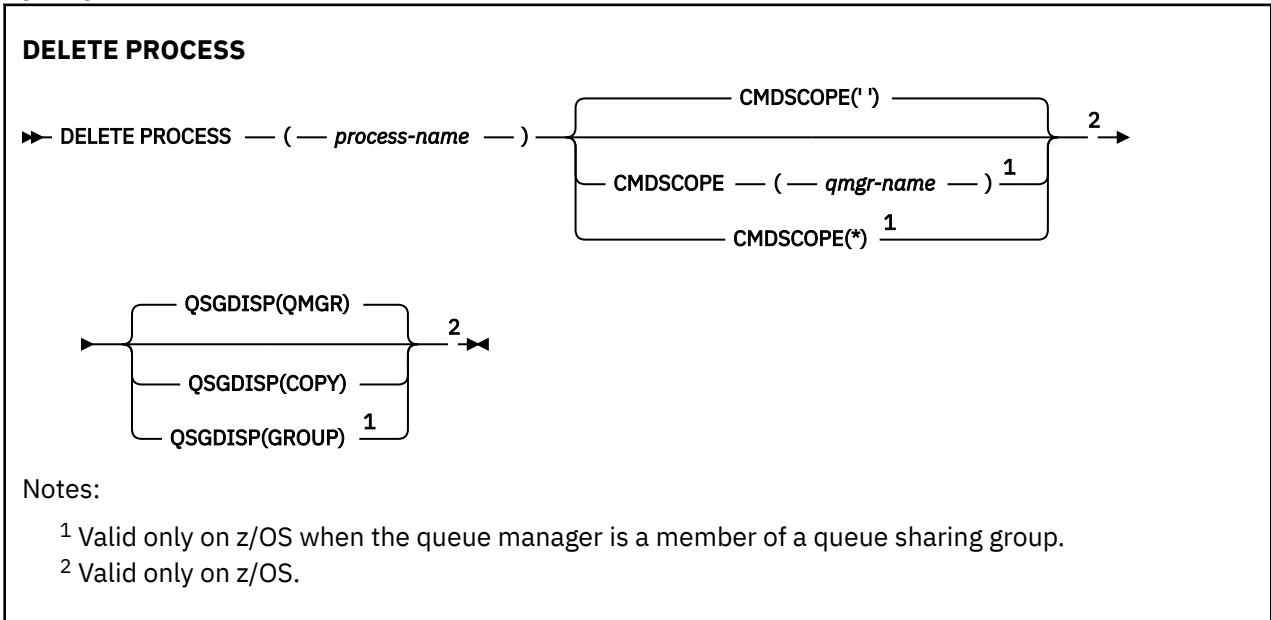 DELETE PROCESS
CMDSCOPE(' ')
DELETE PROCESS ( process-name ) 2
CMDSCOPE ( qmgr-name ) 1
CMDSCOPE(*) 1
QSGDISP(QMGR)
2
QSGDISP(COPY)
QSGDISP(GROUP) 1
Notes:
1 Valid only on z/OS when the queue manager is a member of a queue sharing group.
2 Valid only on z/OS.